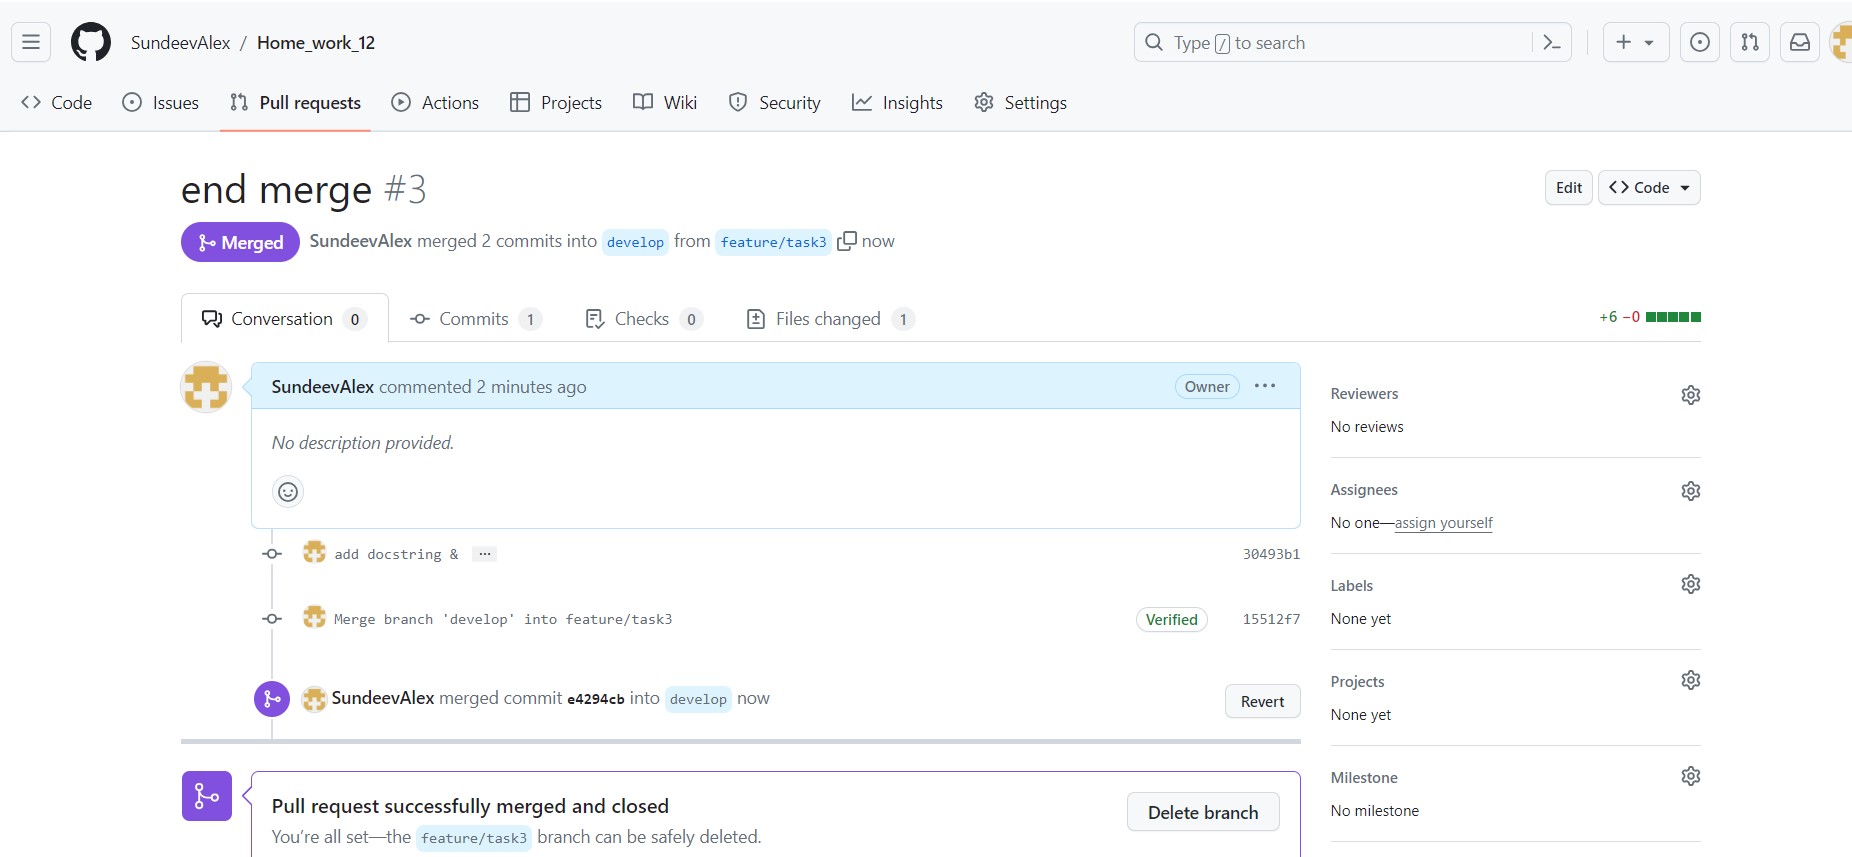 SundeevAlex / Home_work_12
Type / to search
Code Issues Pull requests Actions Projects Wiki Security Insights Settings
end merge #3
Edit
Code
Merged SundeevAlex merged 2 commits into develop from feature/task3 now
Conversation 0 Commits 1 Checks 0 Files changed 1
+6 −0
SundeevAlex commented 2 minutes ago
Owner
No description provided.
add docstring & ...
30493b1
Merge branch 'develop' into feature/task3
Verified
15512f7
SundeevAlex merged commit e4294cb into develop now
Revert
Pull request successfully merged and closed
You’re all set—the feature/task3 branch can be safely deleted.
Delete branch
Reviewers
No reviews
Assignees
No one—assign yourself
Labels
None yet
Projects
None yet
Milestone
No milestone